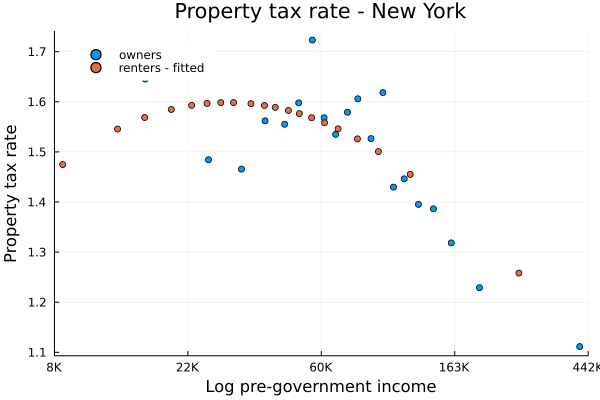 Property tax rate - New York
owners
renters - fitted
1.7
1.6
1.5
1.4
1.3
1.2
1.1
Property tax rate
8K
22K
60K
163K
442K
Log pre-government income